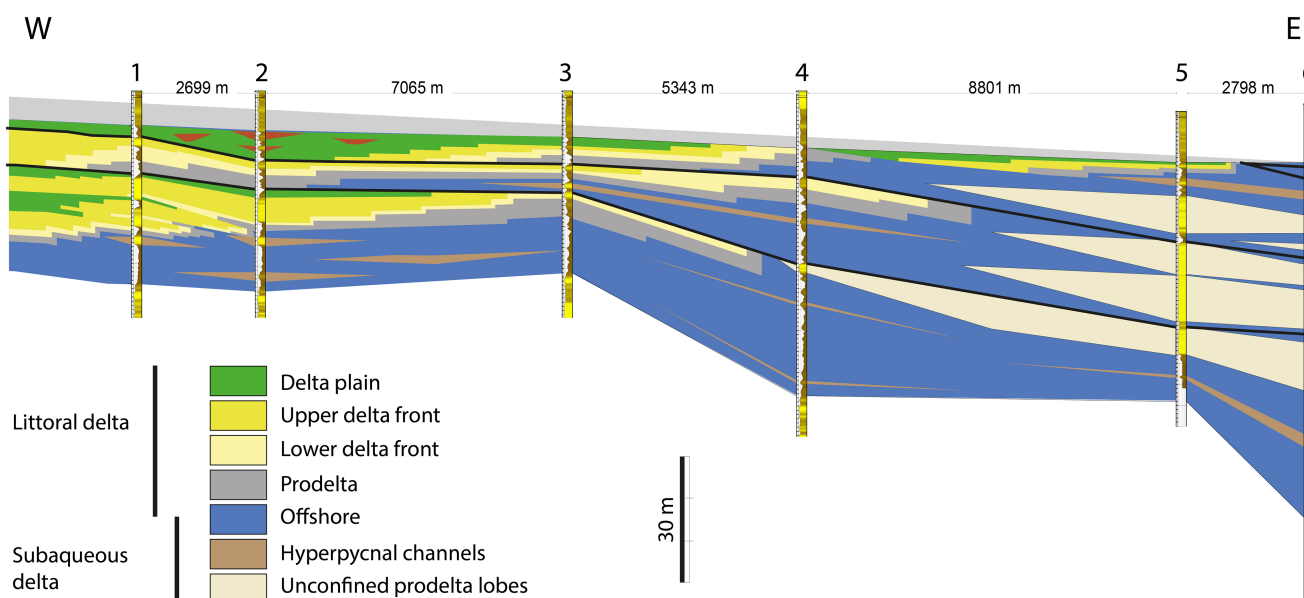 W
E
1
2
3
4
5
2699 m
7065 m
5343 m
8801 m
2798 m
Littoral delta
Subaqueous
delta
Delta plain
Upper delta front
Lower delta front
Prodelta
Offshore
Hyperpycnal channels
Unconfined prodelta lobes
30 m